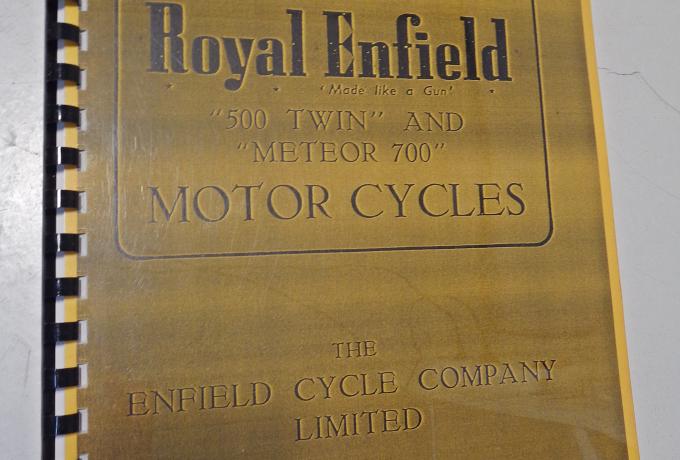 Royal Enfield
'Made like a Gun'
"500 TWIN" AND
"METEOR 700"
MOTOR CYCLES
THE
ENFIELD CYCLE COMPANY
LIMITED